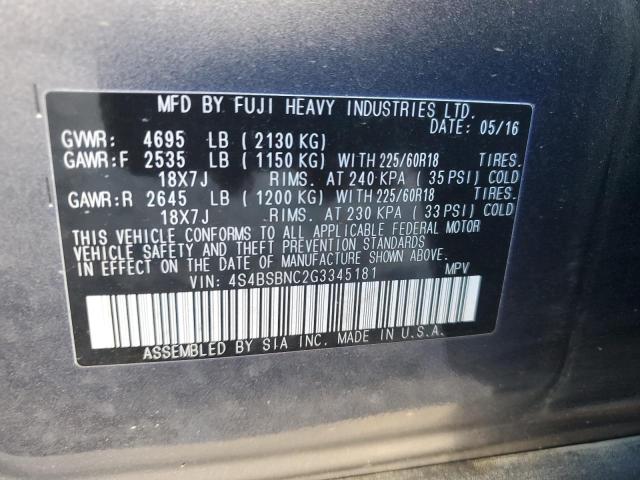 MFD BY FUJI HEAVY INDUSTRIES LTD.
DATE: 05/16
GVWR: 4695 LB (2130 KG)
GAWR:F 2535 LB (1150 KG) WITH 225/60R18 TIRES.
18X7J RIMS. AT 240 KPA (35 PSI) COLD
GAWR:R 2645 LB (1200 KG) WITH 225/60R18 TIRES.
18X7J RIMS. AT 230 KPA (33 PSI) COLD
THIS VEHICLE CONFORMS TO ALL APPLICABLE FEDERAL MOTOR
VEHICLE SAFETY AND THEFT PREVENTION STANDARDS
IN EFFECT ON THE DATE OF MANUFACTURE SHOWN ABOVE.
VIN: 4S4BSBNC2G3345181 MPV
ASSEMBLED BY SIA INC. MADE IN U.S.A.